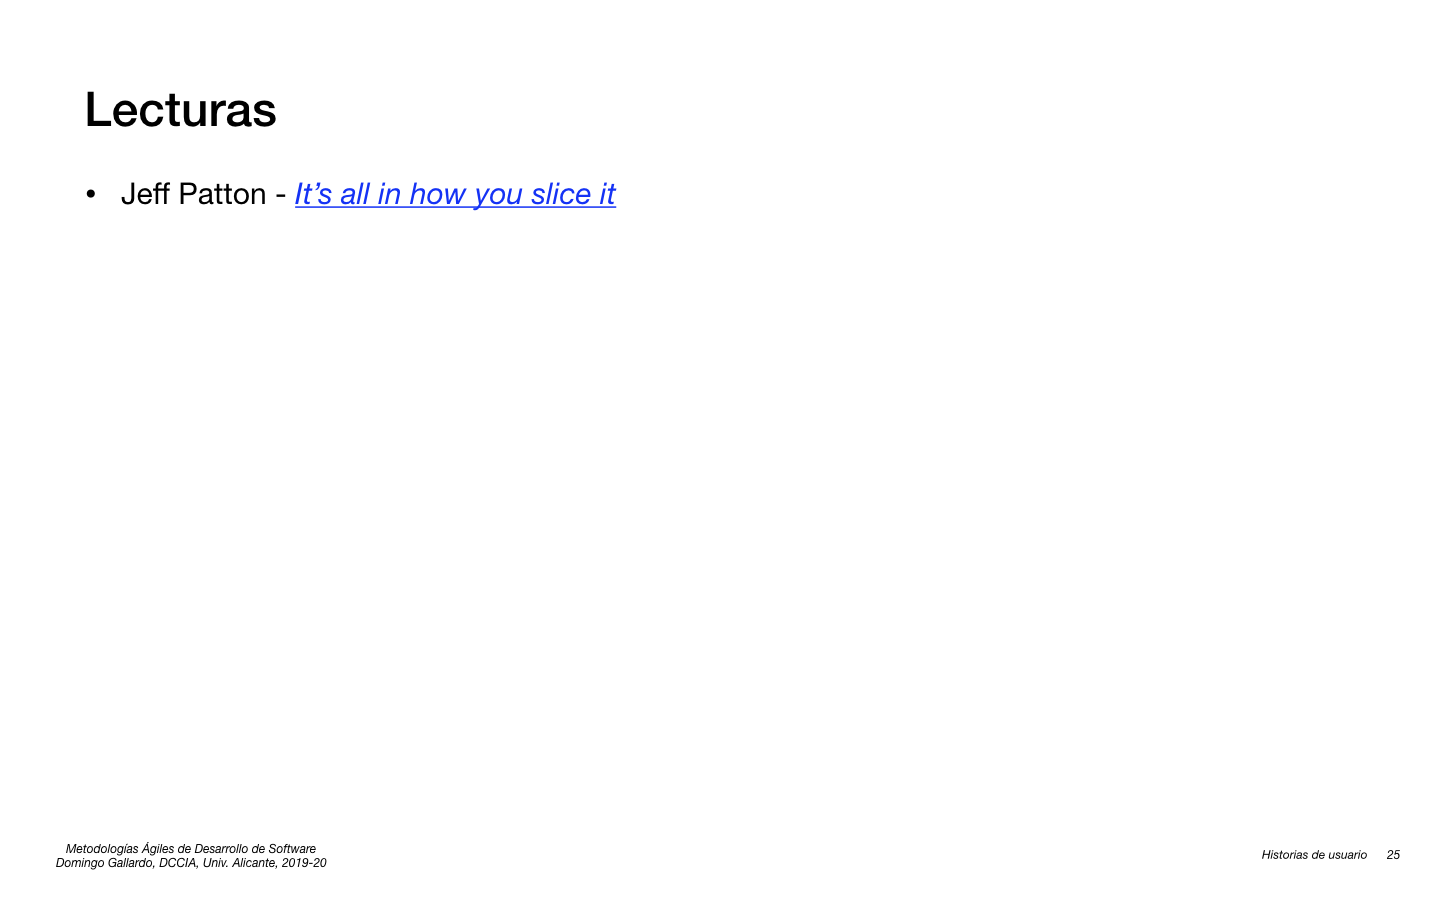 Lecturas
• Jeff Patton - It’s all in how you slice it
Metodologías Ágiles de Desarrollo de Software
Domingo Gallardo, DCCIA, Univ. Alicante, 2019-20
Historias de usuario 25